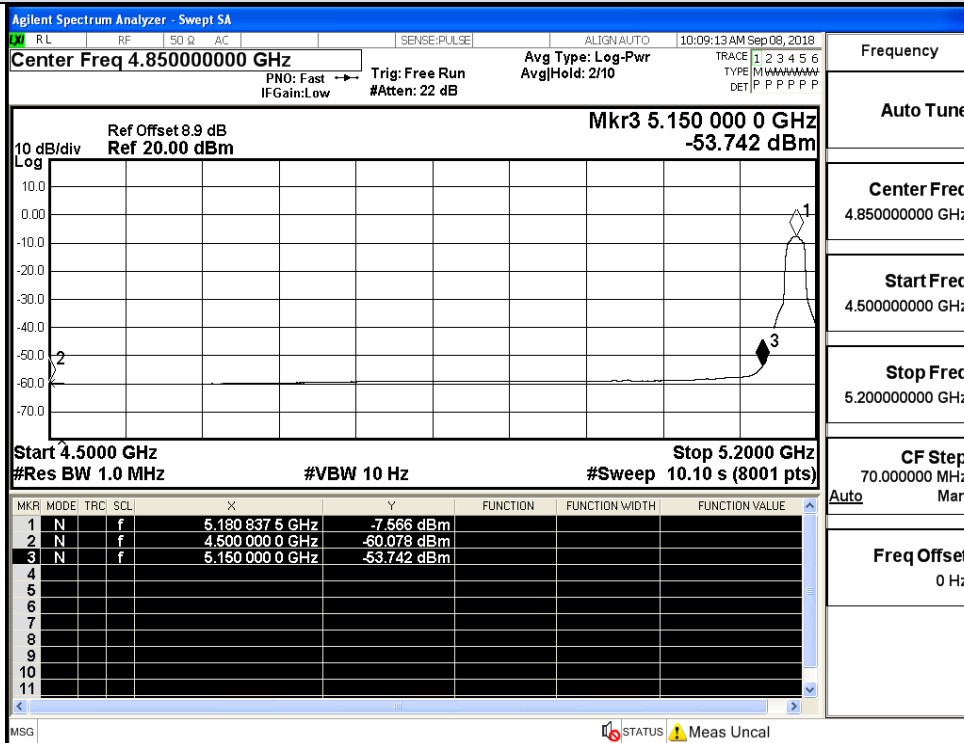 Agilent Spectrum Analyzer - Swept SA
LXI RL RF 50 Ω AC SENSE:PULSE ALIGN AUTO 10:09:13 AM Sep 08, 2018
Center Freq 4.850000000 GHz
PNO: Fast
IFGain:Low
Trig: Free Run
#Atten: 22 dB
Avg Type: Log-Pwr
Avg|Hold: 2/10
TRACE 1 2 3 4 5 6
TYPE M W W W W W
DET P P P P P P
Mkr3 5.150 000 0 GHz
-53.742 dBm
10 dB/div
Log
Ref Offset 8.9 dB
Ref 20.00 dBm
10.0
0.00
-10.0
-20.0
-30.0
-40.0
-50.0
-60.0
-70.0
1
2
3
Start 4.5000 GHz Stop 5.2000 GHz
#Res BW 1.0 MHz #VBW 10 Hz #Sweep 10.10 s (8001 pts)
MKR MODE TRC SCL X Y FUNCTION FUNCTION WIDTH FUNCTION VALUE
1 N f 5.180 837 5 GHz -7.566 dBm
2 N f 4.500 000 0 GHz -60.078 dBm
3 N f 5.150 000 0 GHz -53.742 dBm
4
5
6
7
8
9
10
11
MSG STATUS Meas Uncal
Frequency
Auto Tune
Center Freq
4.850000000 GHz
Start Freq
4.500000000 GHz
Stop Freq
5.200000000 GHz
CF Step
70.000000 MHz
Auto Man
Freq Offset
0 Hz